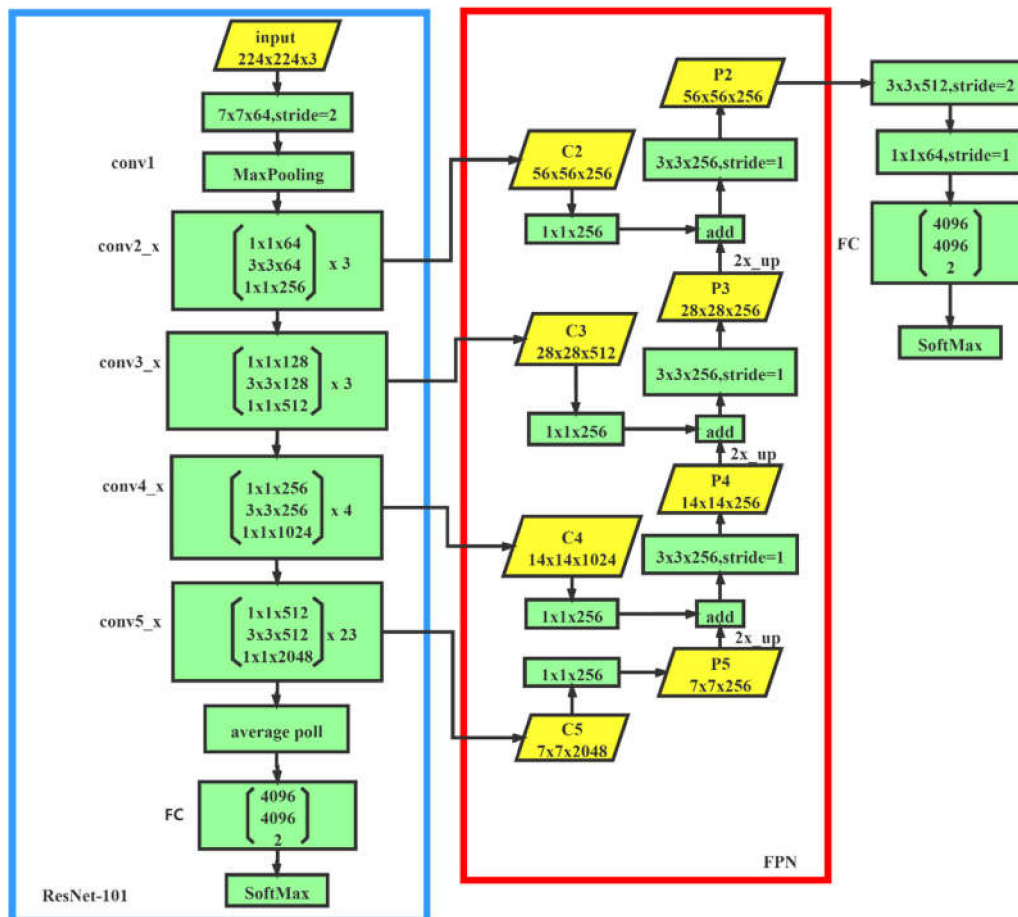 input
224x224x3
7x7x64,stride=2
conv1
MaxPooling
conv2_x
1x1x64
3x3x64
1x1x256
x 3
conv3_x
1x1x128
3x3x128
1x1x512
x 3
conv4_x
1x1x256
3x3x256
1x1x1024
x 4
conv5_x
1x1x512
3x3x512
1x1x2048
x 23
average poll
FC
4096
4096
2
SoftMax
ResNet-101
C2
56x56x256
1x1x256
C3
28x28x512
1x1x256
C4
14x14x1024
1x1x256
1x1x256
C5
7x7x2048
P2
56x56x256
3x3x256,stride=1
add
2x_up
P3
28x28x256
3x3x256,stride=1
add
2x_up
P4
14x14x256
3x3x256,stride=1
add
2x_up
P5
7x7x256
FPN
3x3x512,stride=2
1x1x64,stride=1
FC
4096
4096
2
SoftMax